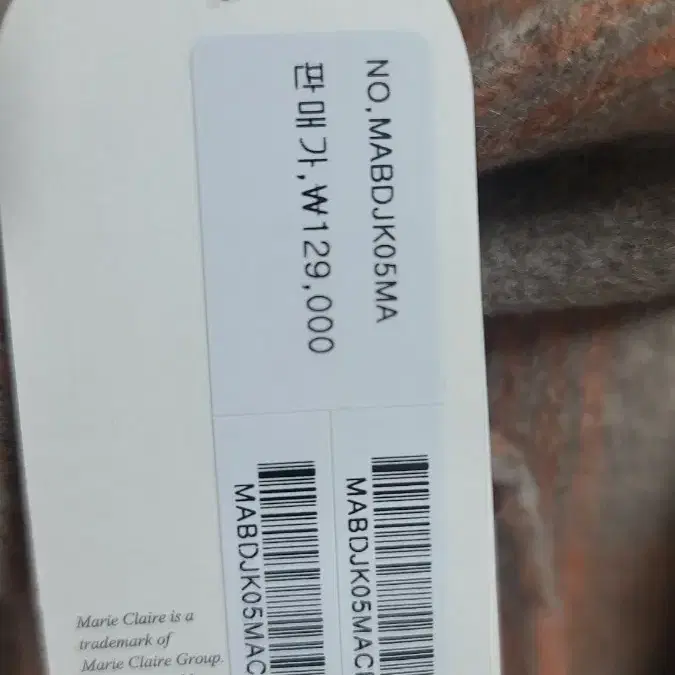 NO,MABDJK05MA
판매가,₩129,000
MABDJK05MAC
MABDJK05MAC
Marie Claire is a
trademark of
Marie Claire Group.